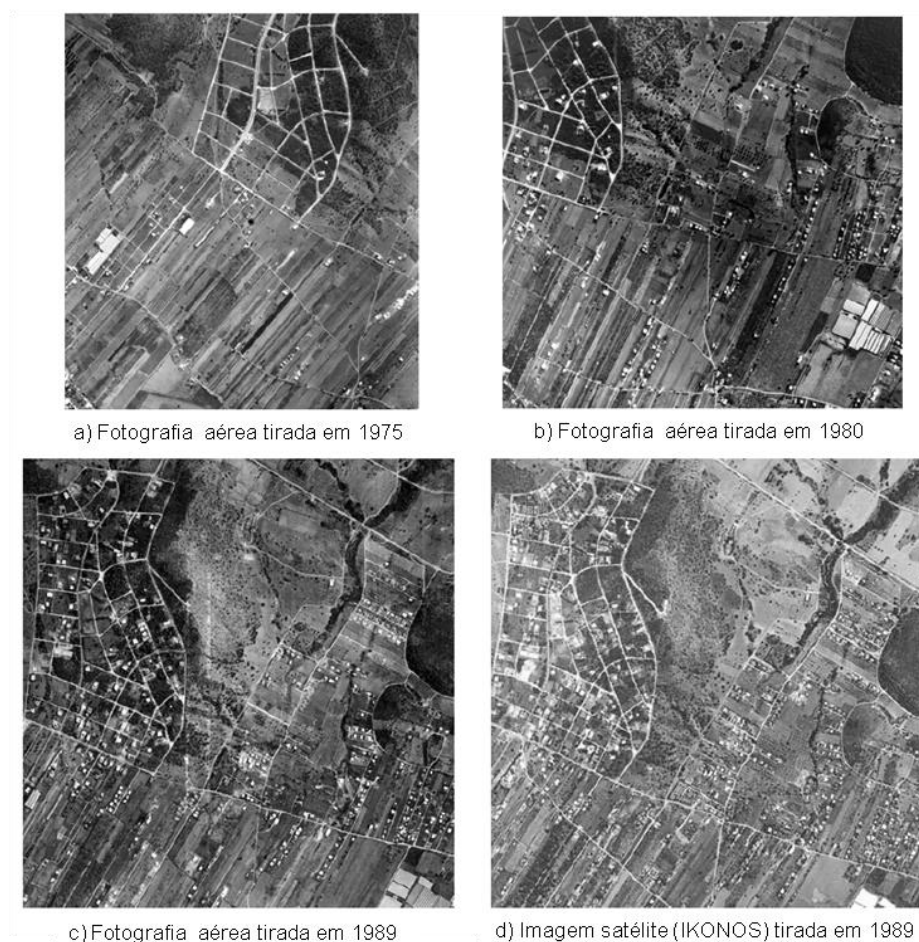 a) Fotografia aérea tirada em 1975
b) Fotografia aérea tirada em 1980
c) Fotografia aérea tirada em 1989
d) Imagem satélite (IKONOS) tirada em 1989